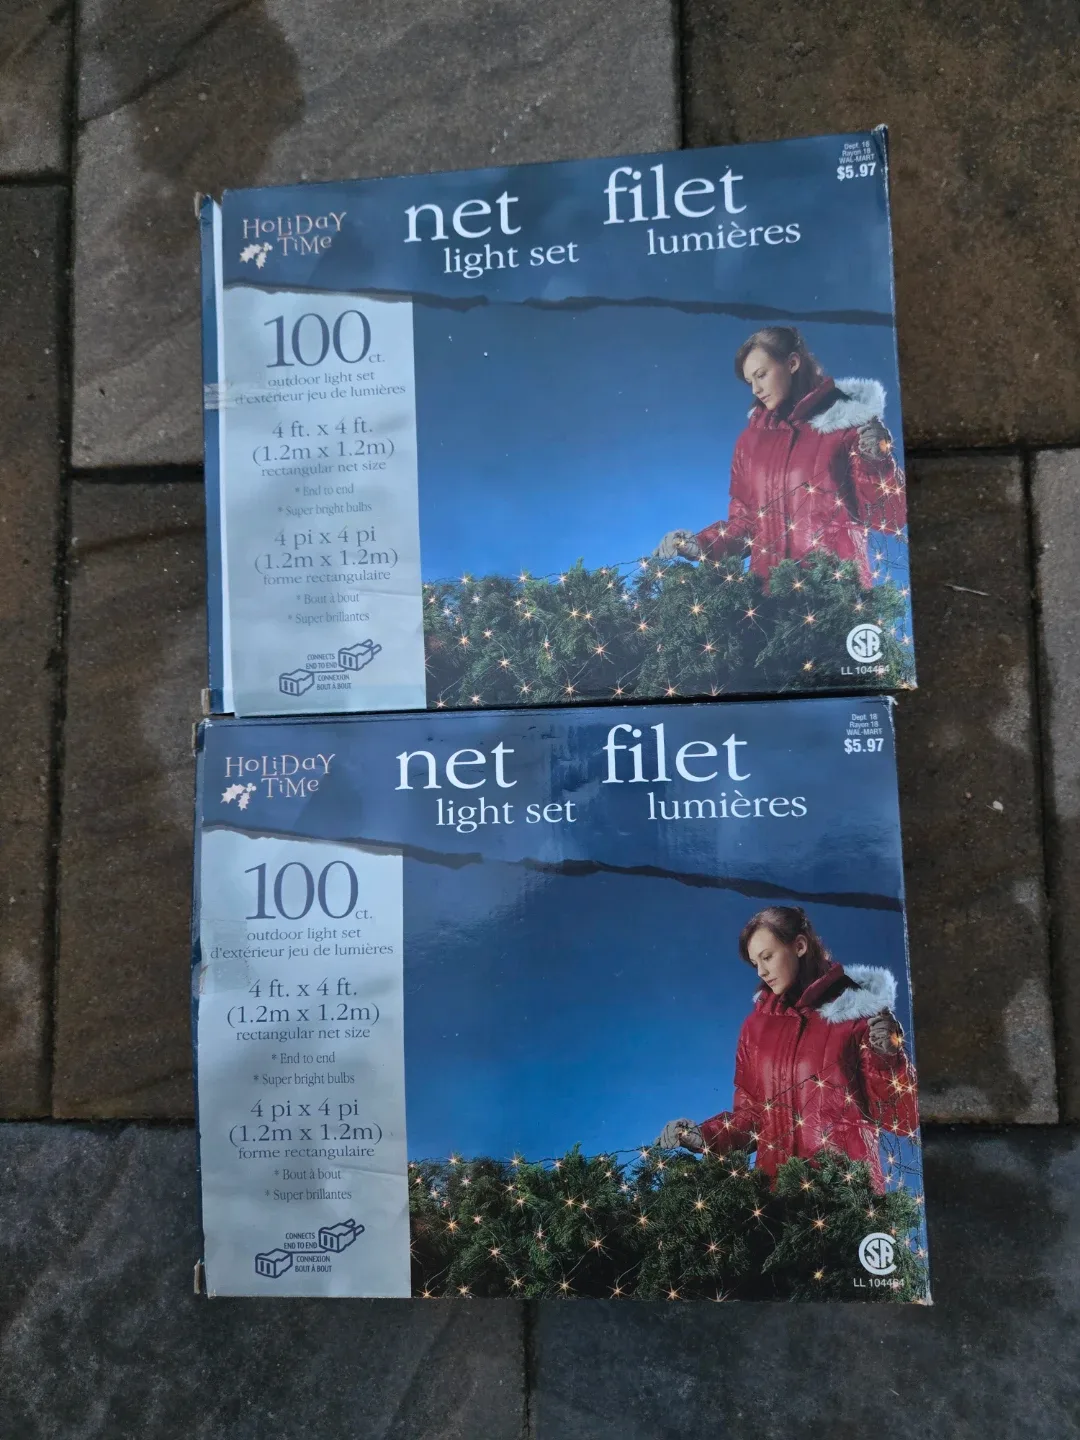 HOLiDaY
TiMe
net
light set
filet
lumières
Dept. 18
Rayon 18
WAL-MART
$5.97
100 ct.
outdoor light set
d'extérieur jeu de lumières
4 ft. x 4 ft.
(1.2m x 1.2m)
rectangular net size
* End to end
* Super bright bulbs
4 pi x 4 pi
(1.2m x 1.2m)
forme rectangulaire
* Bout à bout
* Super brillantes
CONNECTS
END TO END
CONNEXION
BOUT À BOUT
SA
LL 104464
HOLiDaY
TiMe
net
light set
filet
lumières
Dept. 18
Rayon 18
WAL-MART
$5.97
100 ct.
outdoor light set
d'extérieur jeu de lumières
4 ft. x 4 ft.
(1.2m x 1.2m)
rectangular net size
* End to end
* Super bright bulbs
4 pi x 4 pi
(1.2m x 1.2m)
forme rectangulaire
* Bout à bout
* Super brillantes
CONNECTS
END TO END
CONNEXION
BOUT À BOUT
SA
LL 104464